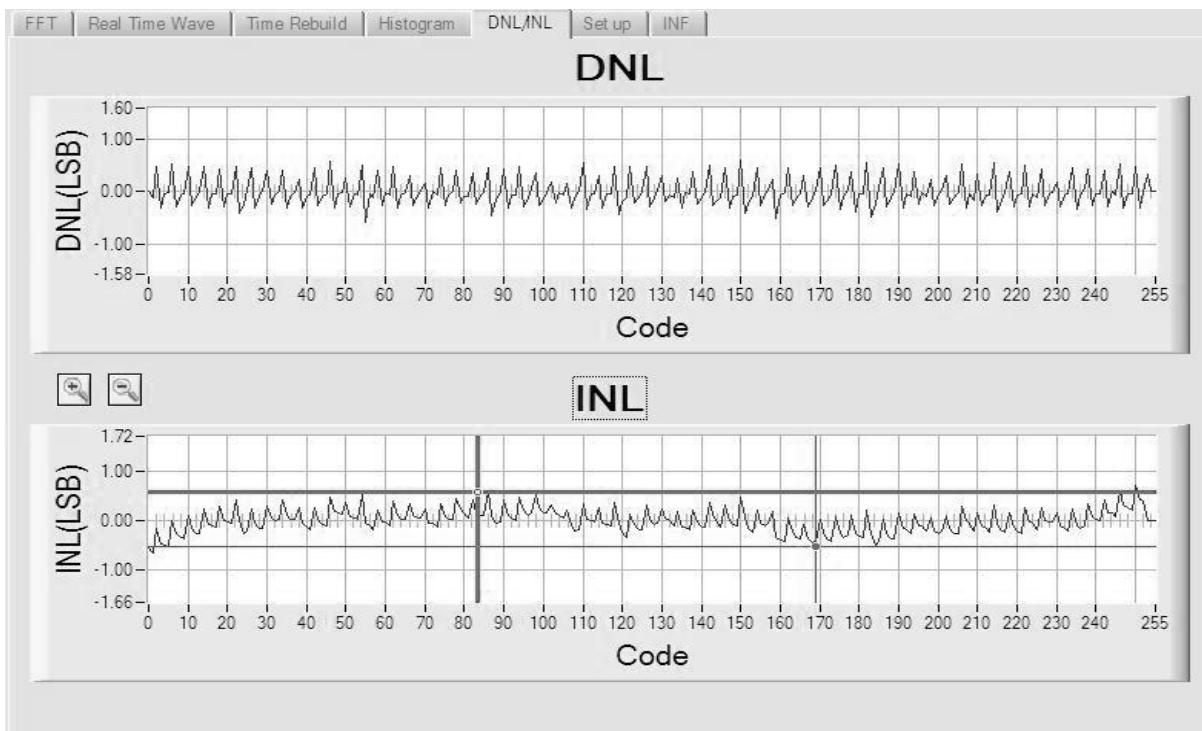 FFT Real Time Wave Time Rebuild Histogram DNL/INL Set up INF
DNL
DNL(LSB)
1.60
1.00
0.00
-1.00
-1.58
0 10 20 30 40 50 60 70 80 90 100 110 120 130 140 150 160 170 180 190 200 210 220 230 240 255
Code
INL
INL(LSB)
1.72
1.00
0.00
-1.00
-1.66
0 10 20 30 40 50 60 70 80 90 100 110 120 130 140 150 160 170 180 190 200 210 220 230 240 255
Code